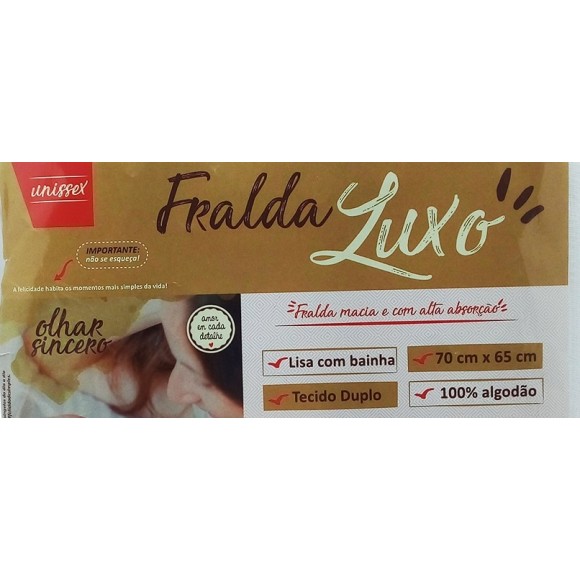 unissex
Fralda
Luxo
IMPORTANTE:
não se esqueça!
A felicidade habita os momentos mais simples da vida!
olhar
sincero
amor
em cada
detalhe
Fralda macia e com alta absorção
Lisa com bainha
70 cm x 65 cm
Tecido Duplo
100% algodão